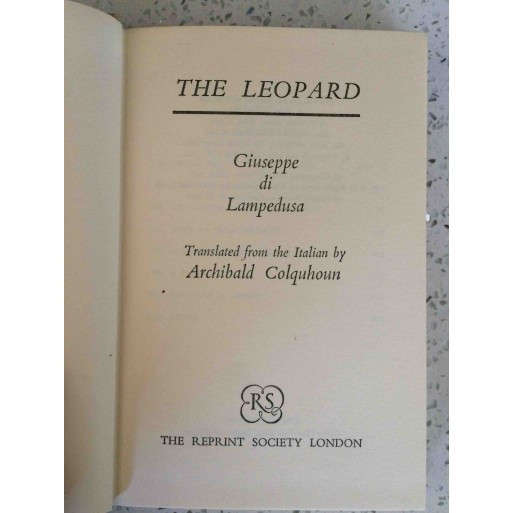 THE LEOPARD
Giuseppe
di
Lampedusa
Translated from the Italian by
Archibald Colquhoun
RS
THE REPRINT SOCIETY LONDON